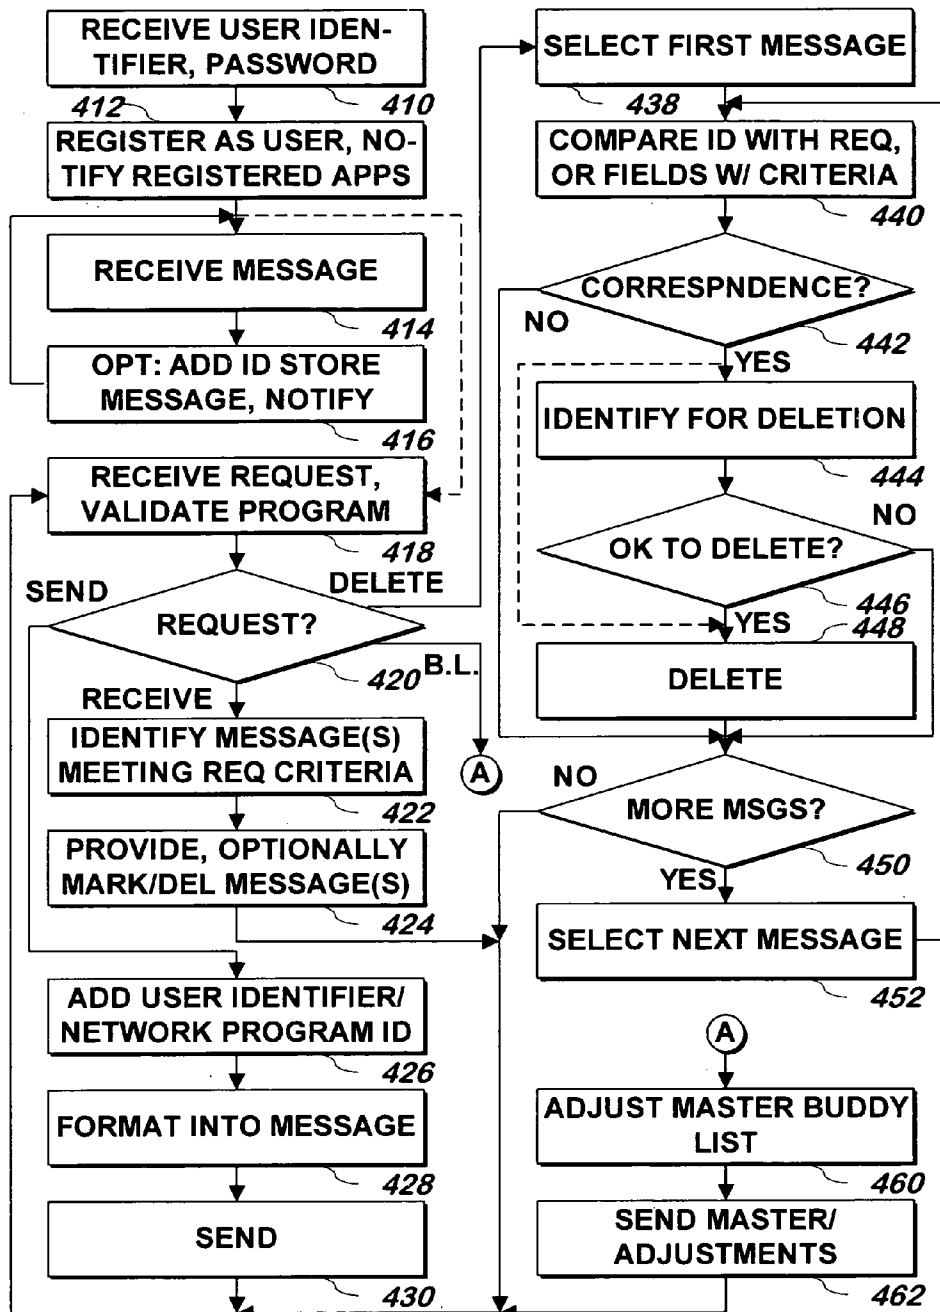 RECEIVE USER IDEN-
TIFIER, PASSWORD
412
410
REGISTER AS USER, NO-
TIFY REGISTERED APPS
RECEIVE MESSAGE
414
OPT: ADD ID STORE
MESSAGE, NOTIFY
416
RECEIVE REQUEST,
VALIDATE PROGRAM
418
SEND
DELETE
REQUEST?
420
B.L.
RECEIVE
IDENTIFY MESSAGE(S)
MEETING REQ CRITERIA
422
A
PROVIDE, OPTIONALLY
MARK/DEL MESSAGE(S)
424
ADD USER IDENTIFIER/
NETWORK PROGRAM ID
426
FORMAT INTO MESSAGE
428
SEND
430
SELECT FIRST MESSAGE
438
COMPARE ID WITH REQ,
OR FIELDS W/ CRITERIA
440
CORRESPNDENCE?
NO
442
YES
IDENTIFY FOR DELETION
444
NO
OK TO DELETE?
446
YES
448
DELETE
NO
MORE MSGS?
450
YES
SELECT NEXT MESSAGE
452
A
ADJUST MASTER BUDDY
LIST
460
SEND MASTER/
ADJUSTMENTS
462